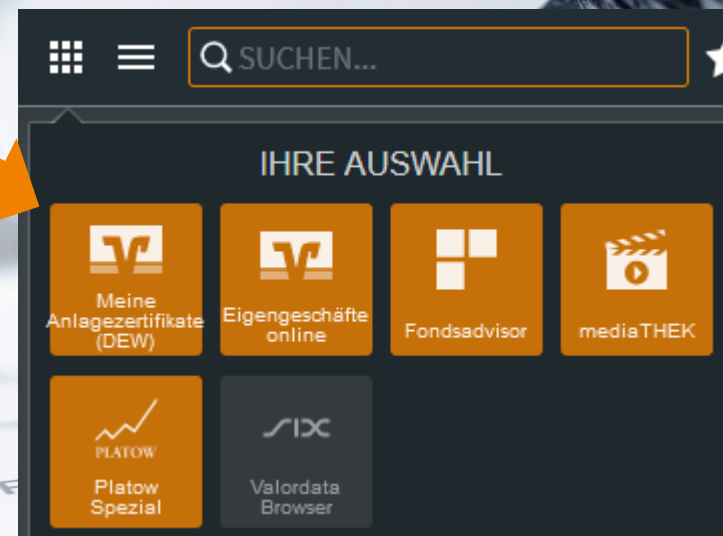 SUCHEN...
IHRE AUSWAHL
Meine
Anlagezertifikate
(DEW)
Eigengeschäfte
online
Fondsadvisor
mediaTHEK
PLATOW
Platow
Spezial
SIX
Valordata
Browser